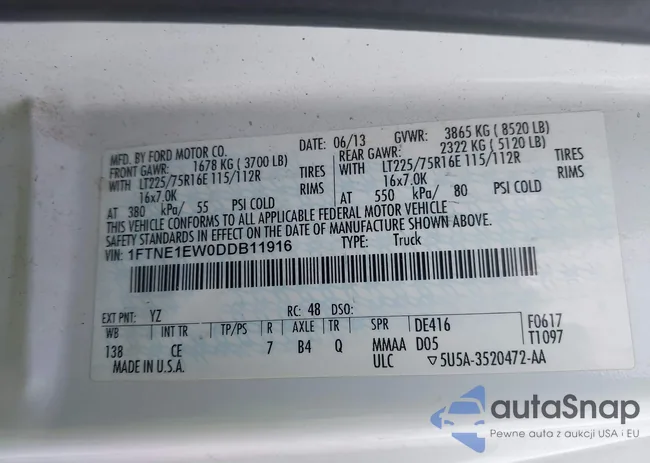 MFD. BY FORD MOTOR CO. DATE: 06/13 GVWR: 3865 KG ( 8520 LB)
FRONT GAWR: 1678 KG ( 3700 LB) REAR GAWR: 2322 KG ( 5120 LB)
WITH LT225/75R16E 115/112R TIRES WITH LT225/75R16E 115/112R TIRES
16x7.0K RIMS 16x7.0K RIMS
AT 380 kPa/ 55 PSI COLD AT 550 kPa/ 80 PSI COLD
THIS VEHICLE CONFORMS TO ALL APPLICABLE FEDERAL MOTOR VEHICLE
SAFETY STANDARDS IN EFFECT ON THE DATE OF MANUFACTURE SHOWN ABOVE.
VIN: 1FTNE1EW0DDB11916 TYPE: Truck
EXT PNT: YZ RC: 48 DSO:
WB INT TR TP/PS R AXLE TR SPR DE416 F0617
138 CE 7 B4 Q MMAA D05 T1097
MADE IN U.S.A. ULC ▽5U5A-3520472-AA
autaSnap
Pewne auta z aukcji USA i EU